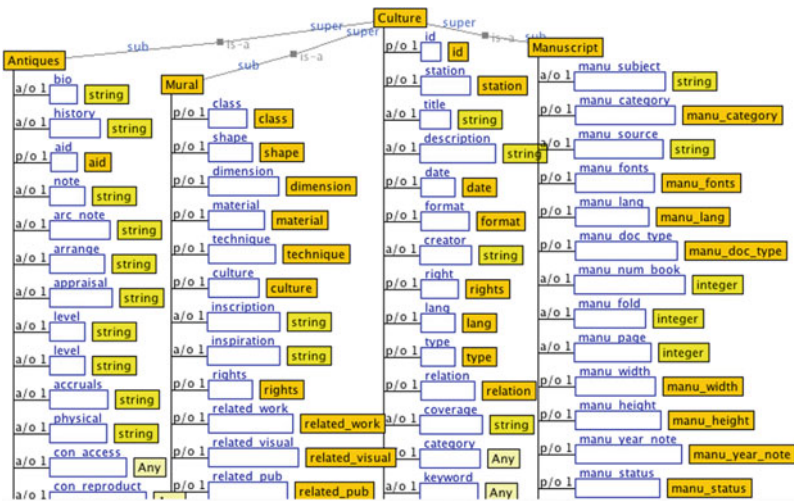 Culture
super
super
super
sub
sub
sub
is-a
is-a
is-a
Antiques
bio
a/o 1 string
history
a/o 1 string
aid
p/o 1 aid
note
a/o 1 string
arc_note
a/o 1 string
arrange
a/o 1 string
appraisal
a/o 1 string
level
a/o 1 string
level
a/o 1 string
accruals
a/o 1 string
physical
a/o 1 string
con_access
a/o 1 Any
con_reproduct
a/o 1
Mural
class
p/o 1 class
shape
p/o 1 shape
dimension
p/o 1 dimension
material
p/o 1 material
technique
p/o 1 technique
culture
p/o 1 culture
inscription
a/o 1 string
inspiration
a/o 1 string
rights
p/o 1 rights
related_work
p/o 1 related_work
related_visual
p/o 1 related_visual
related_pub
p/o 1 related_pub
id
p/o 1 id
station
p/o 1 station
title
a/o 1 string
description
a/o 1 string
date
p/o 1 date
format
p/o 1 format
creator
a/o 1 string
right
p/o 1 rights
lang
p/o 1 lang
type
p/o 1 type
relation
p/o 1 relation
coverage
a/o 1 string
category
a/o 1 Any
keyword
a/o 1 Any
Manuscript
manu_subject
a/o 1 string
manu_category
p/o 1 manu_category
manu_source
a/o 1 string
manu_fonts
p/o 1 manu_fonts
manu_lang
p/o 1 manu_lang
manu_doc_type
p/o 1 manu_doc_type
manu_num_book
a/o 1 integer
manu_fold
a/o 1 integer
manu_page
a/o 1 integer
manu_width
p/o 1 manu_width
manu_height
p/o 1 manu_height
manu_year_note
p/o 1 manu_year_note
manu_status
p/o 1 manu_status